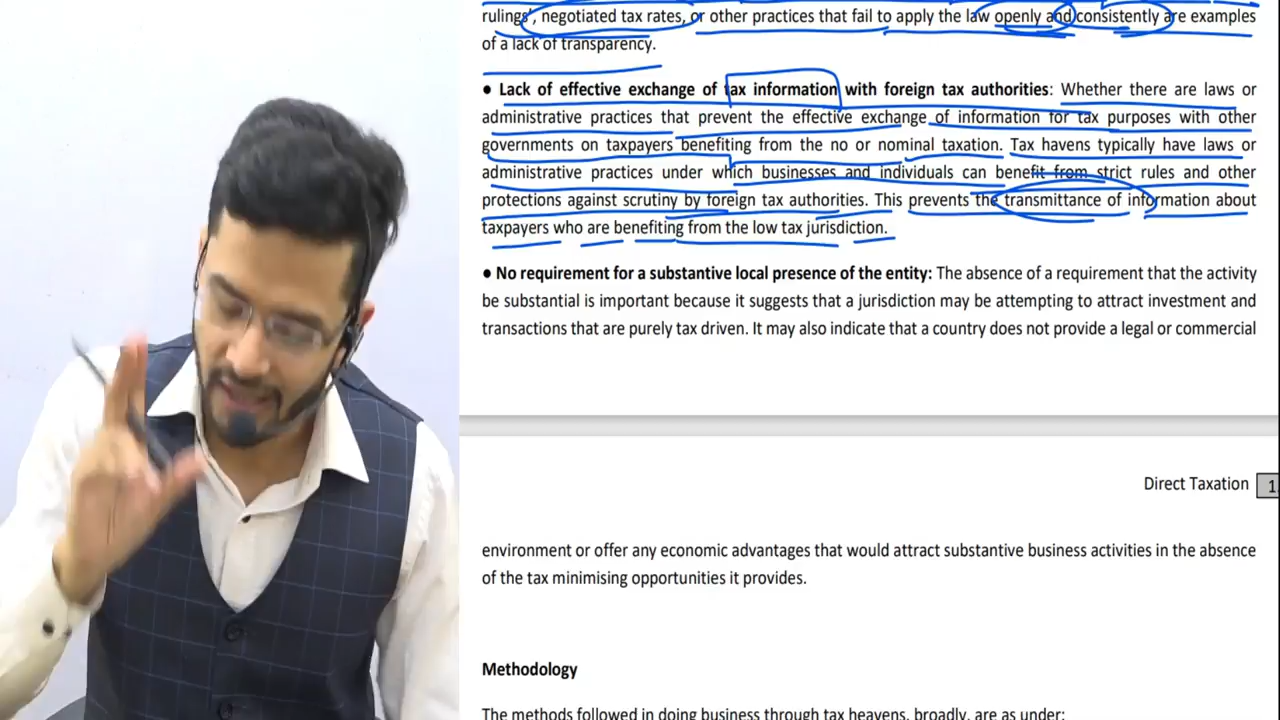 rulings', negotiated tax rates, or other practices that fail to apply the law openly and consistently are examples
of a lack of transparency.
● Lack of effective exchange of tax information with foreign tax authorities: Whether there are laws or
administrative practices that prevent the effective exchange of information for tax purposes with other
governments on taxpayers benefiting from the no or nominal taxation. Tax havens typically have laws or
administrative practices under which businesses and individuals can benefit from strict rules and other
protections against scrutiny by foreign tax authorities. This prevents the transmittance of information about
taxpayers who are benefiting from the low tax jurisdiction.
● No requirement for a substantive local presence of the entity: The absence of a requirement that the activity
be substantial is important because it suggests that a jurisdiction may be attempting to attract investment and
transactions that are purely tax driven. It may also indicate that a country does not provide a legal or commercial
Direct Taxation 1
environment or offer any economic advantages that would attract substantive business activities in the absence
of the tax minimising opportunities it provides.
Methodology
The methods followed in doing business through tax heavens, broadly, are as under: